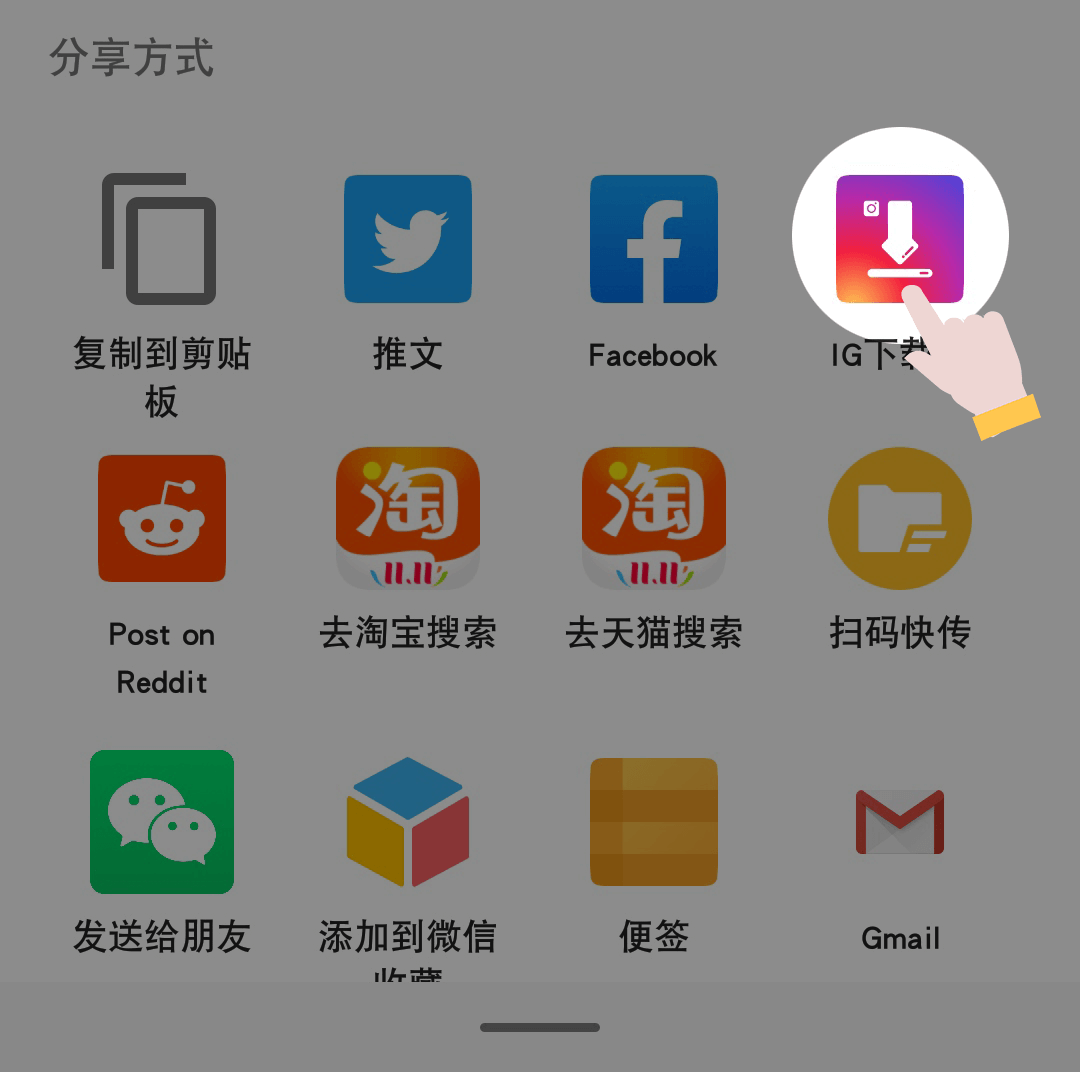 分享方式
复制到剪贴
板
推文
Facebook
IG下载
Post on
Reddit
去淘宝搜索
去天猫搜索
扫码快传
淘
11.11
淘
11.11
发送给朋友
添加到微信
收藏
便签
Gmail